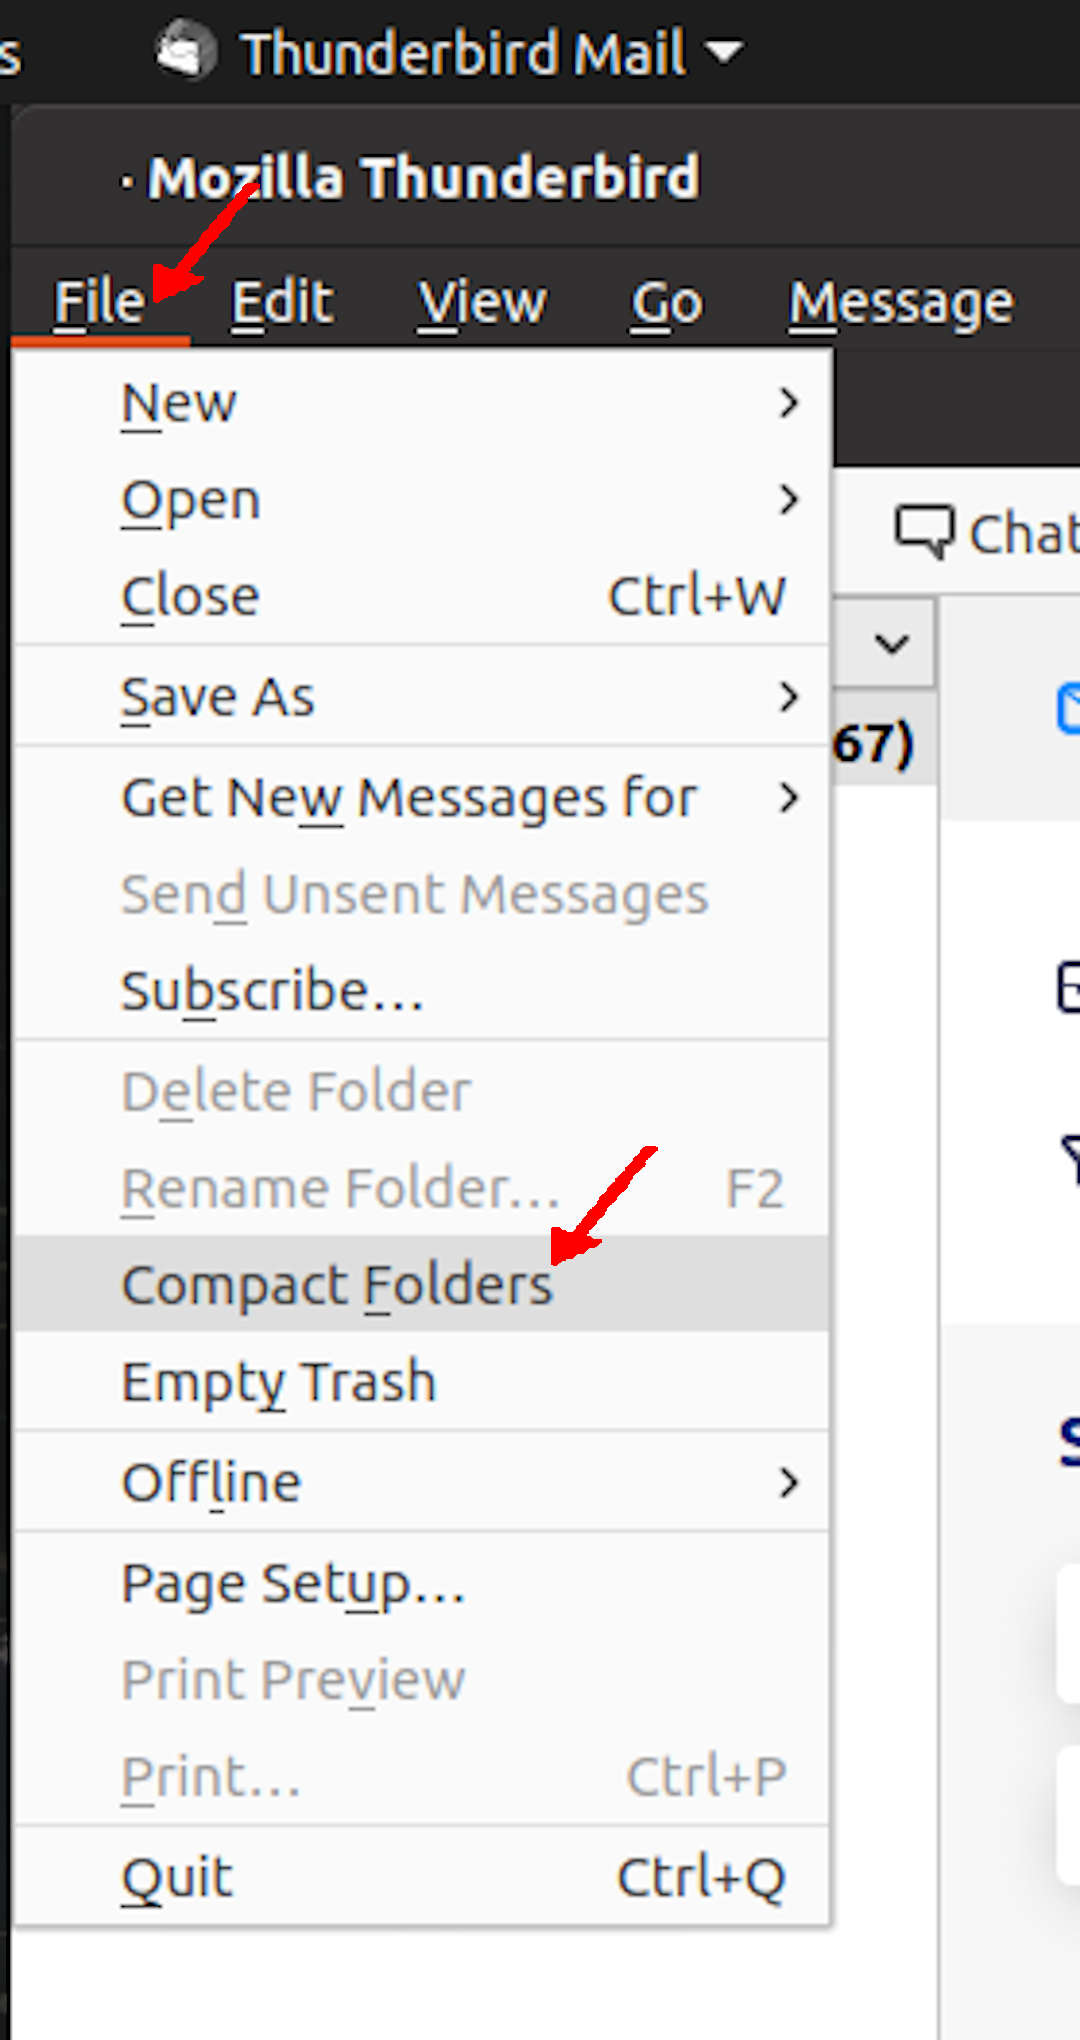 s Thunderbird Mail
· Mozilla Thunderbird
File Edit View Go Message
New
Open
Close Ctrl+W
Chat
Save As
67)
Get New Messages for
Send Unsent Messages
Subscribe...
Delete Folder
Rename Folder... F2
Compact Folders
Empty Trash
S
Offline
Page Setup...
Print Preview
Print... Ctrl+P
Quit Ctrl+Q